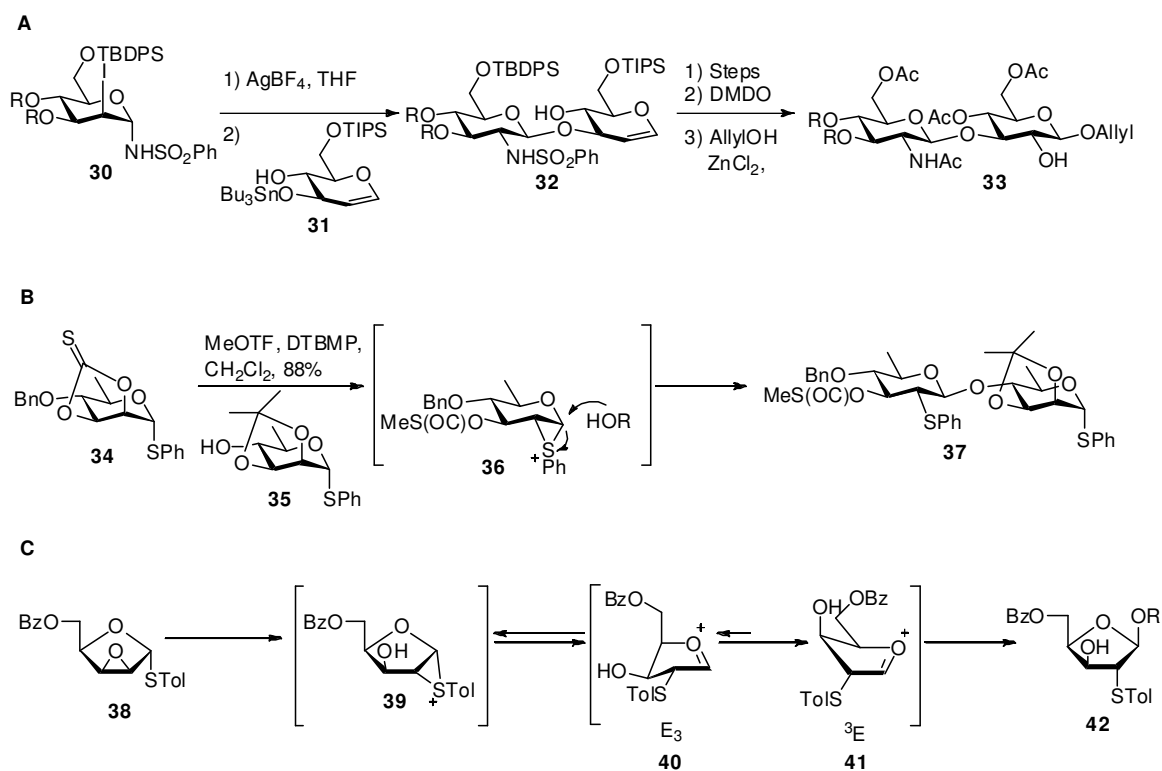 A
OTBDPS
I
O
RO
RO
NHSO2Ph
30
1) AgBF4, THF
2)
OTIPS
HO
O
Bu3SnO
31
OTBDPS
OTIPS
RO
RO
O
HO
O
O
NHSO2Ph
32
1) Steps
2) DMDO
3) AllylOH
ZnCl2,
OAc
OAc
RO
RO
O
AcO
O
O
OAllyl
NHAc
OH
33
B
S
O
O
BnO
O
SPh
34
MeOTF, DTBMP,
CH2Cl2, 88%
HO
O
O
O
SPh
35
BnO
MeS(OC)O
O
HOR
+
SPh
36
BnO
MeS(OC)O
O
O
SPh
O
O
O
SPh
37
C
BzO
O
O
STol
38
BzO
O
OH
STol
+
39
BzO
+
O
HO
TolS
E3
40
OH
OBz
+
O
TolS
3E
41
BzO
O
OR
OH
STol
42